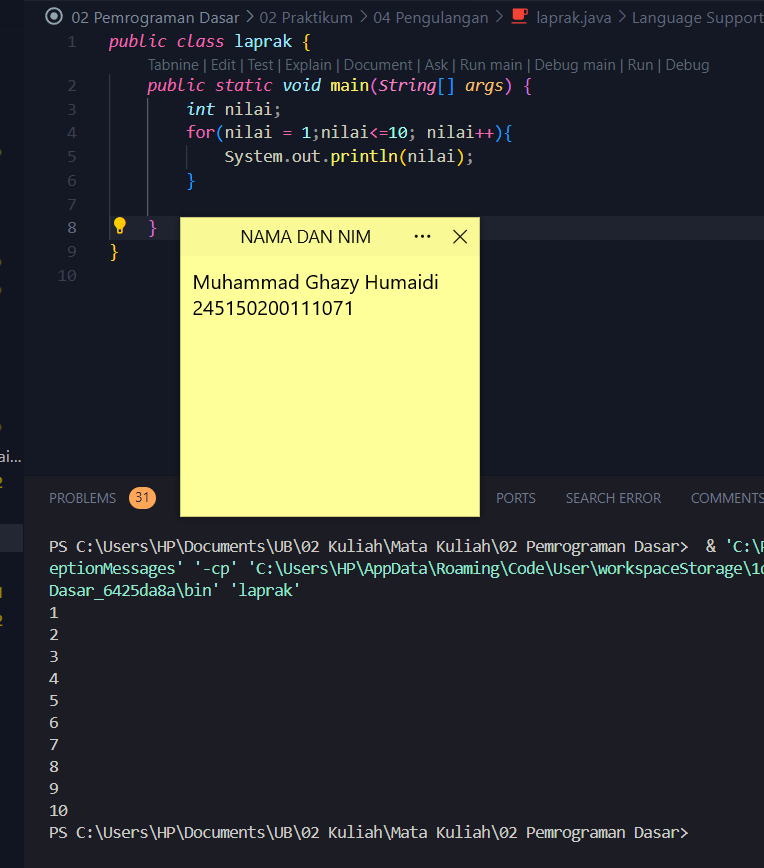 02 Pemrograman Dasar > 02 Praktikum > 04 Pengulangan > laprak.java > Language Support
1 public class laprak {
Tabnine | Edit | Test | Explain | Document | Ask | Run main | Debug main | Run | Debug
2 public static void main(String[] args) {
3 int nilai;
4 for(nilai = 1;nilai<=10; nilai++){
5 System.out.println(nilai);
6 }
7
8 }
9 }
10
NAMA DAN NIM
Muhammad Ghazy Humaidi
245150200111071
ai...
PROBLEMS 31 PORTS SEARCH ERROR COMMENTS
PS C:\Users\HP\Documents\UB\02 Kuliah\Mata Kuliah\02 Pemrograman Dasar> & 'C:\
eptionMessages' '-cp' 'C:\Users\HP\AppData\Roaming\Code\User\workspaceStorage\1
Dasar_6425da8a\bin' 'laprak'
1
2
3
4
5
6
7
8
9
10
PS C:\Users\HP\Documents\UB\02 Kuliah\Mata Kuliah\02 Pemrograman Dasar>